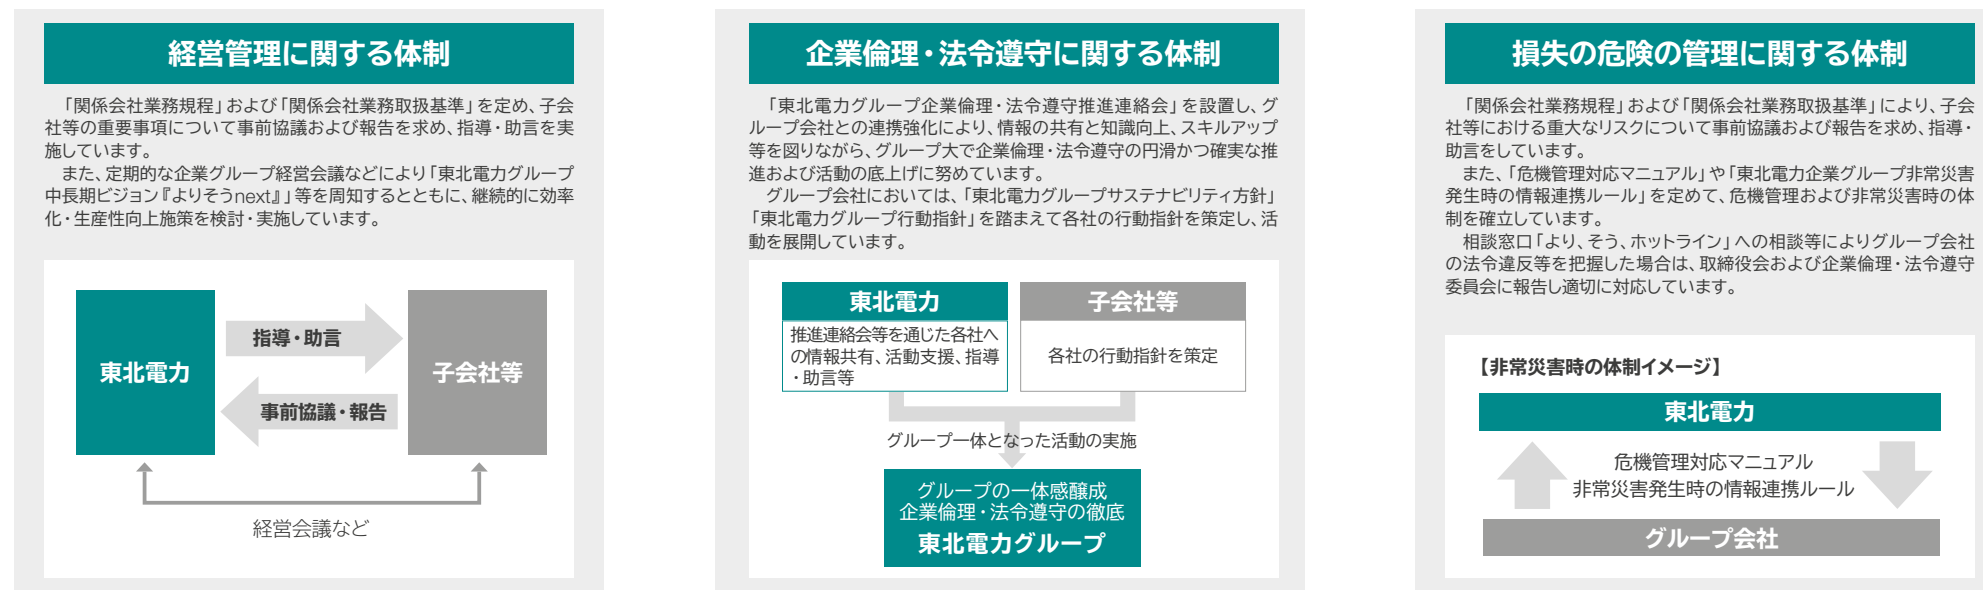 経営管理に関する体制
「関係会社業務規程」および「関係会社業務取扱基準」を定め、子会
社等の重要事項について事前協議および報告を求め、指導・助言を実
施しています。
また、定期的な企業グループ経営会議などにより「東北電力グループ
中長期ビジョン『よりそうnext』」等を周知するとともに、継続的に効率
化・生産性向上施策を検討・実施しています。
東北電力
指導・助言
事前協議・報告
子会社等
経営会議など
企業倫理・法令遵守に関する体制
「東北電力グループ企業倫理・法令遵守推進連絡会」を設置し、グ
ループ会社との連携強化により、情報の共有と知識向上、スキルアップ
等を図りながら、グループ大で企業倫理・法令遵守の円滑かつ確実な推
進および活動の底上げに努めています。
グループ会社においては、「東北電力グループサステナビリティ方針」
「東北電力グループ行動指針」を踏まえて各社の行動指針を策定し、活
動を展開しています。
東北電力
推進連絡会等を通じた各社へ
の情報共有、活動支援、指導
・助言等
子会社等
各社の行動指針を策定
グループ一体となった活動の実施
グループの一体感醸成
企業倫理・法令遵守の徹底
東北電力グループ
損失の危険の管理に関する体制
「関係会社業務規程」および「関係会社業務取扱基準」により、子会
社等における重大なリスクについて事前協議および報告を求め、指導・
助言をしています。
また、「危機管理対応マニュアル」や「東北電力企業グループ非常災害
発生時の情報連携ルール」を定めて、危機管理および非常災害時の体
制を確立しています。
相談窓口「より、そう、ホットライン」への相談等によりグループ会社
の法令違反等を把握した場合は、取締役会および企業倫理・法令遵守
委員会に報告し適切に対応しています。
【非常災害時の体制イメージ】
東北電力
危機管理対応マニュアル
非常災害発生時の情報連携ルール
グループ会社